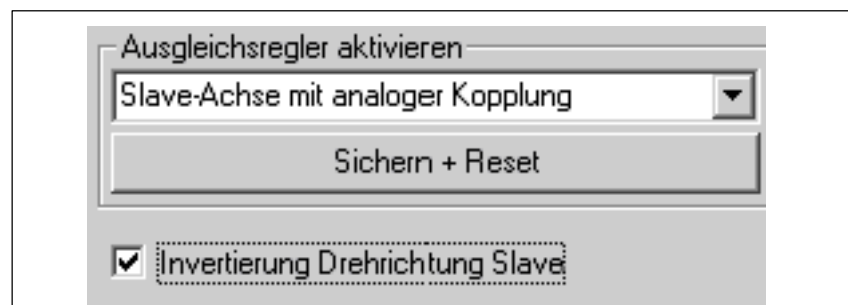 Ausgleichsregler aktivieren
Slave-Achse mit analoger Kopplung
Sichern + Reset
Invertierung Drehrichtung Slave